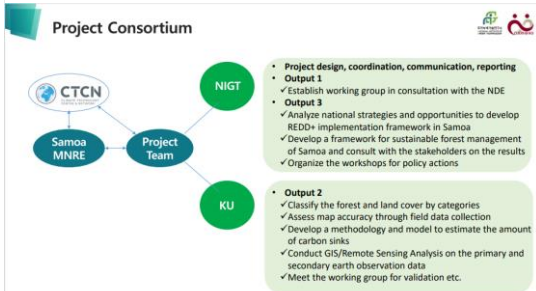 Project Consortium
CTCN
CLIMATE TECHNOLOGY CENTRE & NETWORK
Samoa
MNRE
Project
Team
NIGT
KU
• Project design, coordination, communication, reporting
• Output 1
✓Establish working group in consultation with the NDE
• Output 3
✓Analyze national strategies and opportunities to develop
REDD+ implementation framework in Samoa
✓Develop a framework for sustainable forest management
of Samoa and consult with the stakeholders on the results
✓Organize the workshops for policy actions
• Output 2
✓Classify the forest and land cover by categories
✓Assess map accuracy through field data collection
✓Develop a methodology and model to estimate the amount
of carbon sinks
✓Conduct GIS/Remote Sensing Analysis on the primary and
secondary earth observation data
✓Meet the working group for validation etc.